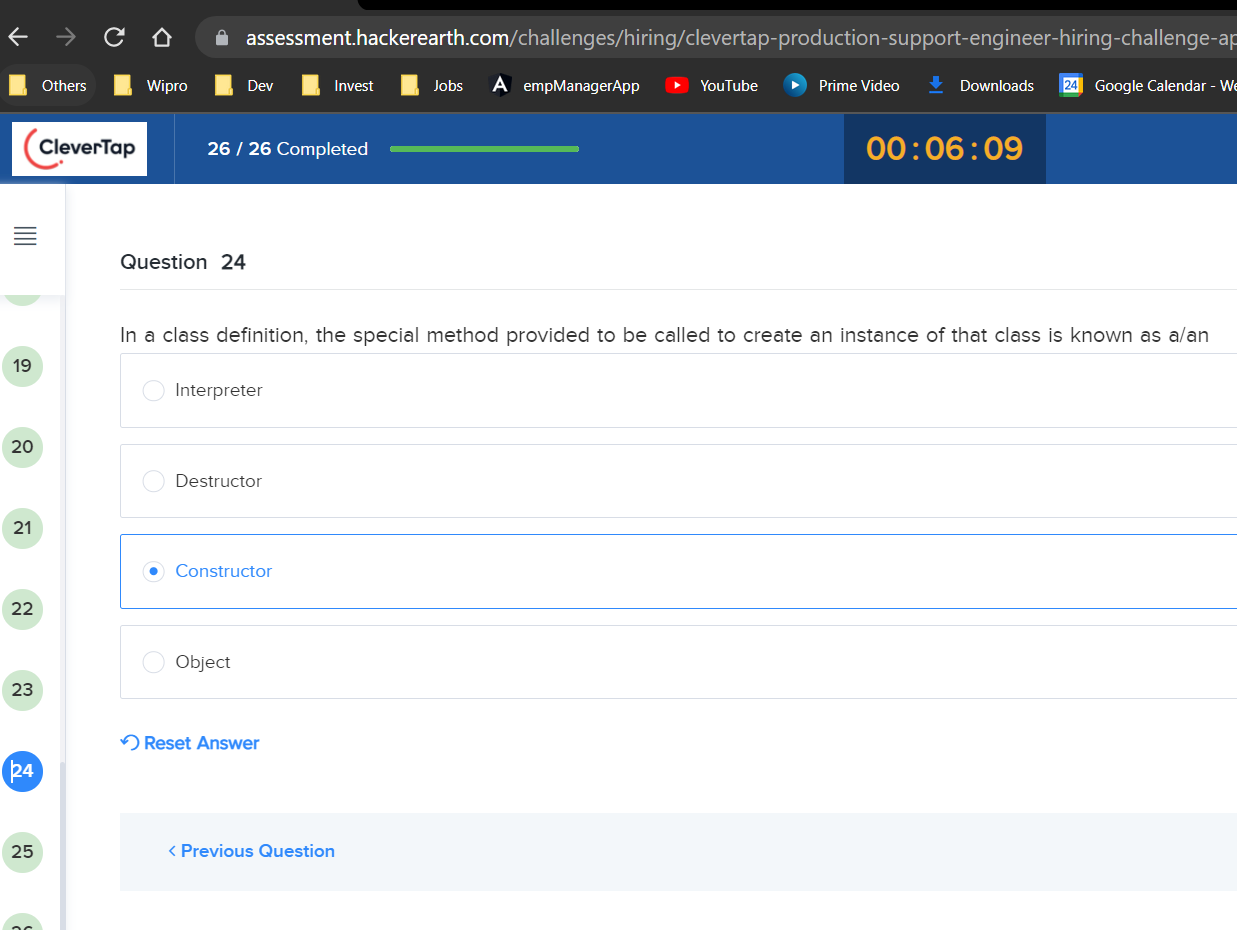 assessment.hackerearth.com/challenges/hiring/clevertap-production-support-engineer-hiring-challenge-ap
Others Wipro Dev Invest Jobs A empManagerApp YouTube Prime Video Downloads 24 Google Calendar - We
CleverTap 26 / 26 Completed 00:06:09
Question 24
In a class definition, the special method provided to be called to create an instance of that class is known as a/an
19
Interpreter
20
Destructor
21
Constructor
22
Object
23
Reset Answer
24
25
< Previous Question
26